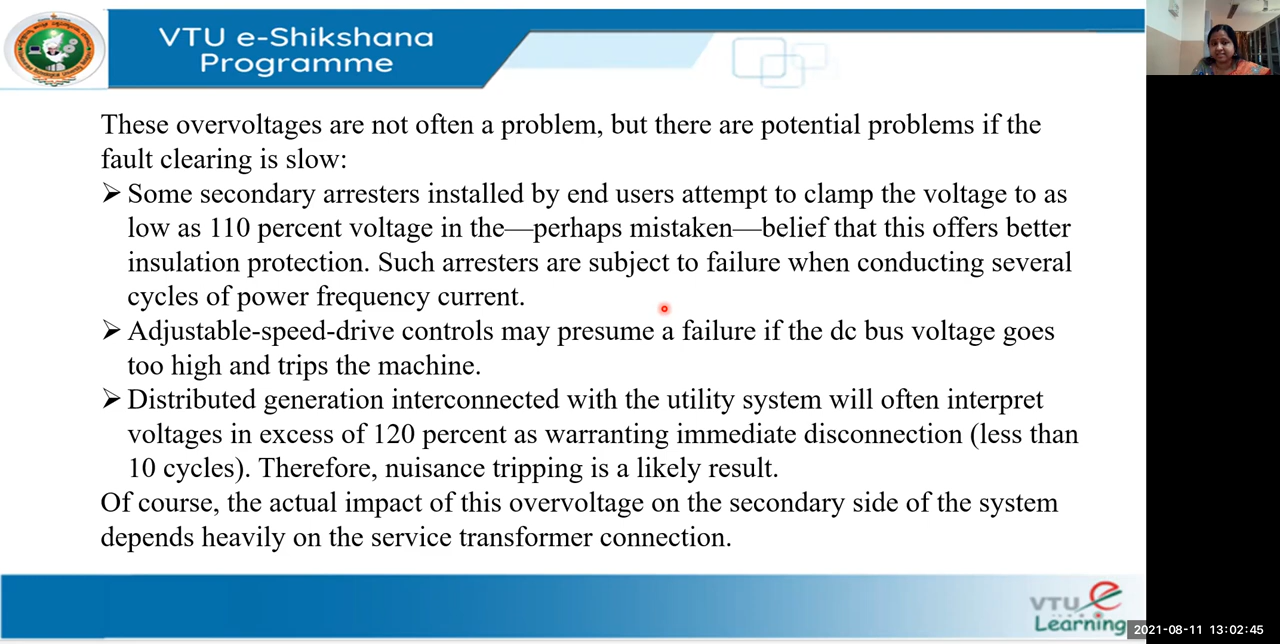 VTU e-Shikshana
Programme
These overvoltages are not often a problem, but there are potential problems if the
fault clearing is slow:
➢ Some secondary arresters installed by end users attempt to clamp the voltage to as
low as 110 percent voltage in the—perhaps mistaken—belief that this offers better
insulation protection. Such arresters are subject to failure when conducting several
cycles of power frequency current.
➢ Adjustable-speed-drive controls may presume a failure if the dc bus voltage goes
too high and trips the machine.
➢ Distributed generation interconnected with the utility system will often interpret
voltages in excess of 120 percent as warranting immediate disconnection (less than
10 cycles). Therefore, nuisance tripping is a likely result.
Of course, the actual impact of this overvoltage on the secondary side of the system
depends heavily on the service transformer connection.
VTU e
Learning
2021-08-11 13:02:45